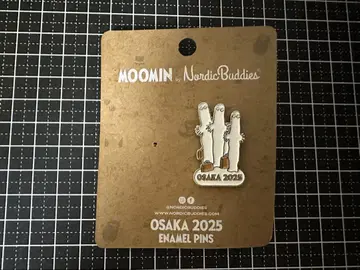 MOOMIN by NordicBuddies
OSAKA 2025
@NORDICBUDDIES
WWW.NORDICBUDDIES.COM
OSAKA 2025
ENAMEL PINS